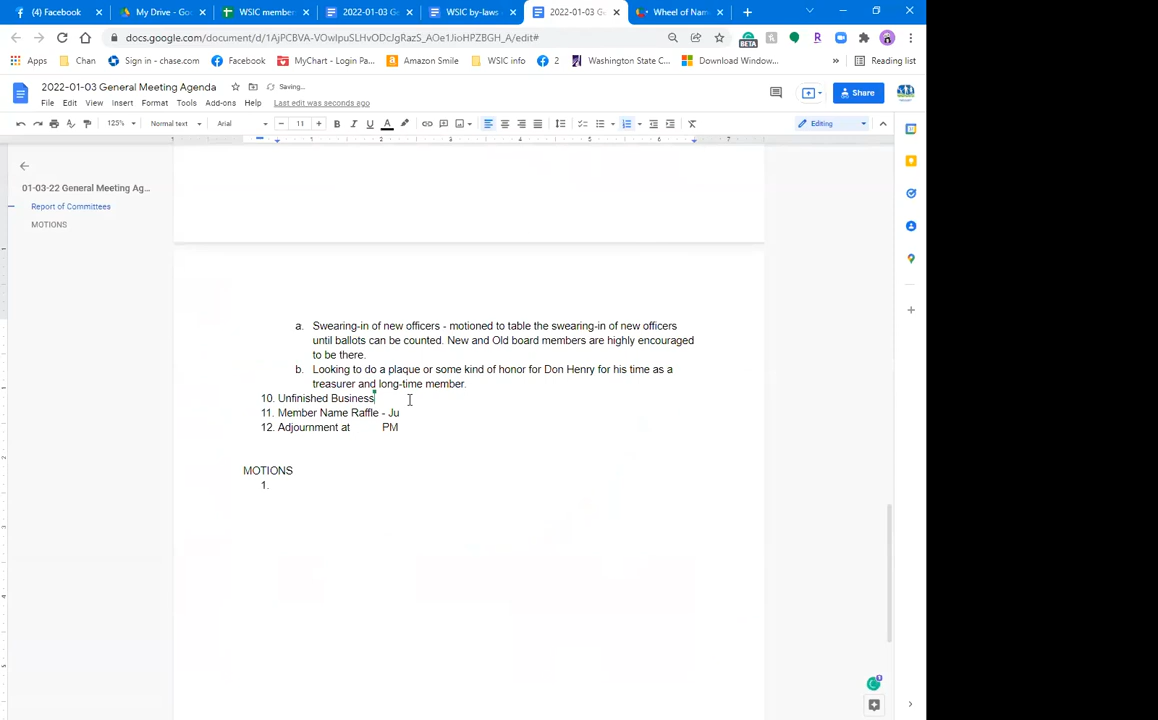 (4) Facebook
My Drive - Goo
WSIC member
2022-01-03 Ge
WSIC by-laws
2022-01-03 Ge
Wheel of Nam
docs.google.com/document/d/1AjPCBVA-VOwIpuSLHvODcJgRazS_AOe1JioHPZBGH_A/edit#
BETA
Apps
Chan
Sign in - chase.com
Facebook
MyChart - Login Pa...
Amazon Smile
WSIC info
2
Washington State C...
Download Window...
»
Reading list
2022-01-03 General Meeting Agenda
Saving...
File Edit View Insert Format Tools Add-ons Help
Last edit was seconds ago
Share
125%
Normal text
Arial
11
Editing
01-03-22 General Meeting Ag...
Report of Committees
MOTIONS
a. Swearing-in of new officers - motioned to table the swearing-in of new officers
until ballots can be counted. New and Old board members are highly encouraged
to be there.
b. Looking to do a plaque or some kind of honor for Don Henry for his time as a
treasurer and long-time member.
10. Unfinished Business
11. Member Name Raffle - Ju
12. Adjournment at PM
MOTIONS
1.